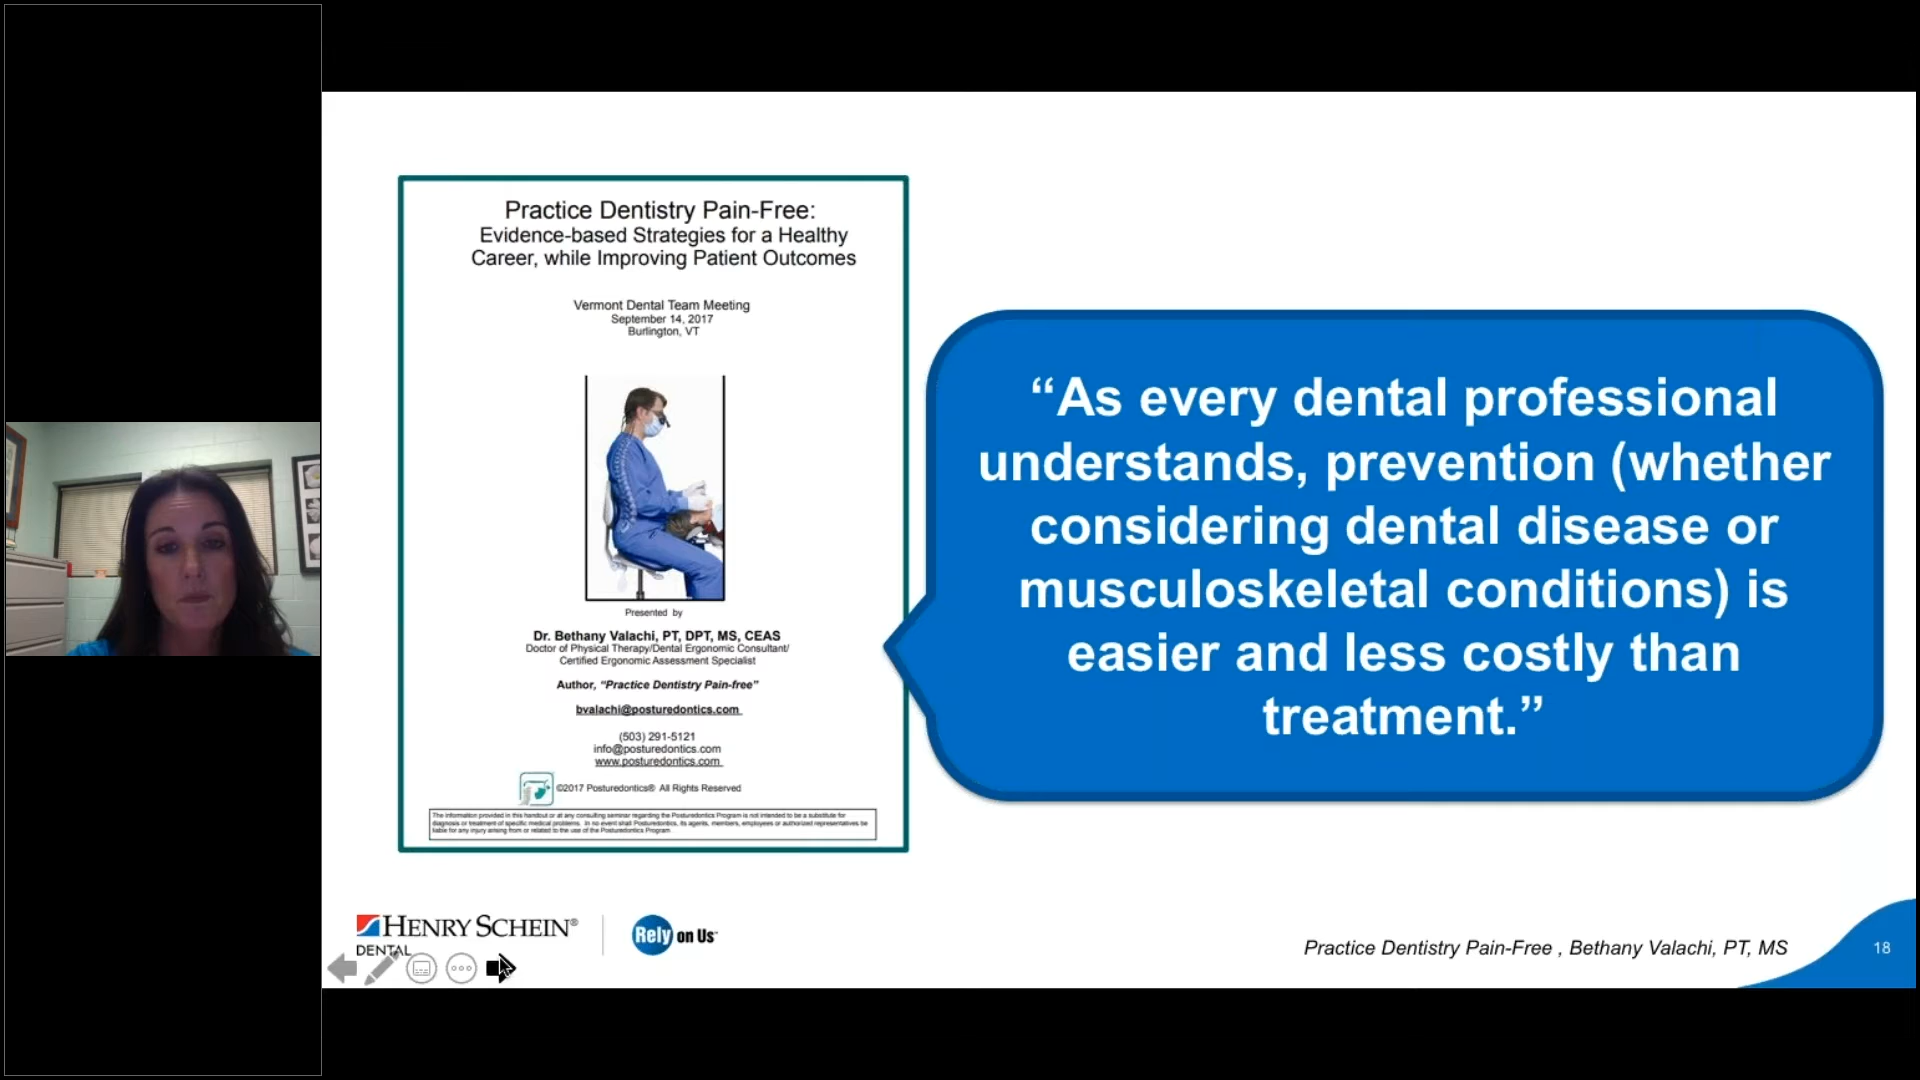 Practice Dentistry Pain-Free:
Evidence-based Strategies for a Healthy
Career, while Improving Patient Outcomes
Vermont Dental Team Meeting
September 14, 2017
Burlington, VT
Presented by
Dr. Bethany Valachi, PT, DPT, MS, CEAS
Doctor of Physical Therapy/Dental Ergonomic Consultant/
Certified Ergonomic Assessment Specialist
Author, “Practice Dentistry Pain-free”
bvalachi@posturedontics.com
(503) 291-5121
info@posturedontics.com
www.posturedontics.com
©2017 Posturedontics® All Rights Reserved
The information provided in this handout or at any consulting seminar regarding the Posturedontics Program is not intended to be a substitute for
diagnosis or treatment of specific medical problems. In no event shall Posturedontics, its agents, members, employees or authorized representatives be
liable for any injury arising from or related to the use of the Posturedontics Program
“As every dental professional
understands, prevention (whether
considering dental disease or
musculoskeletal conditions) is
easier and less costly than
treatment.”
HENRY SCHEIN®
DENTAL
Rely on Us™
Practice Dentistry Pain-Free , Bethany Valachi, PT, MS
18